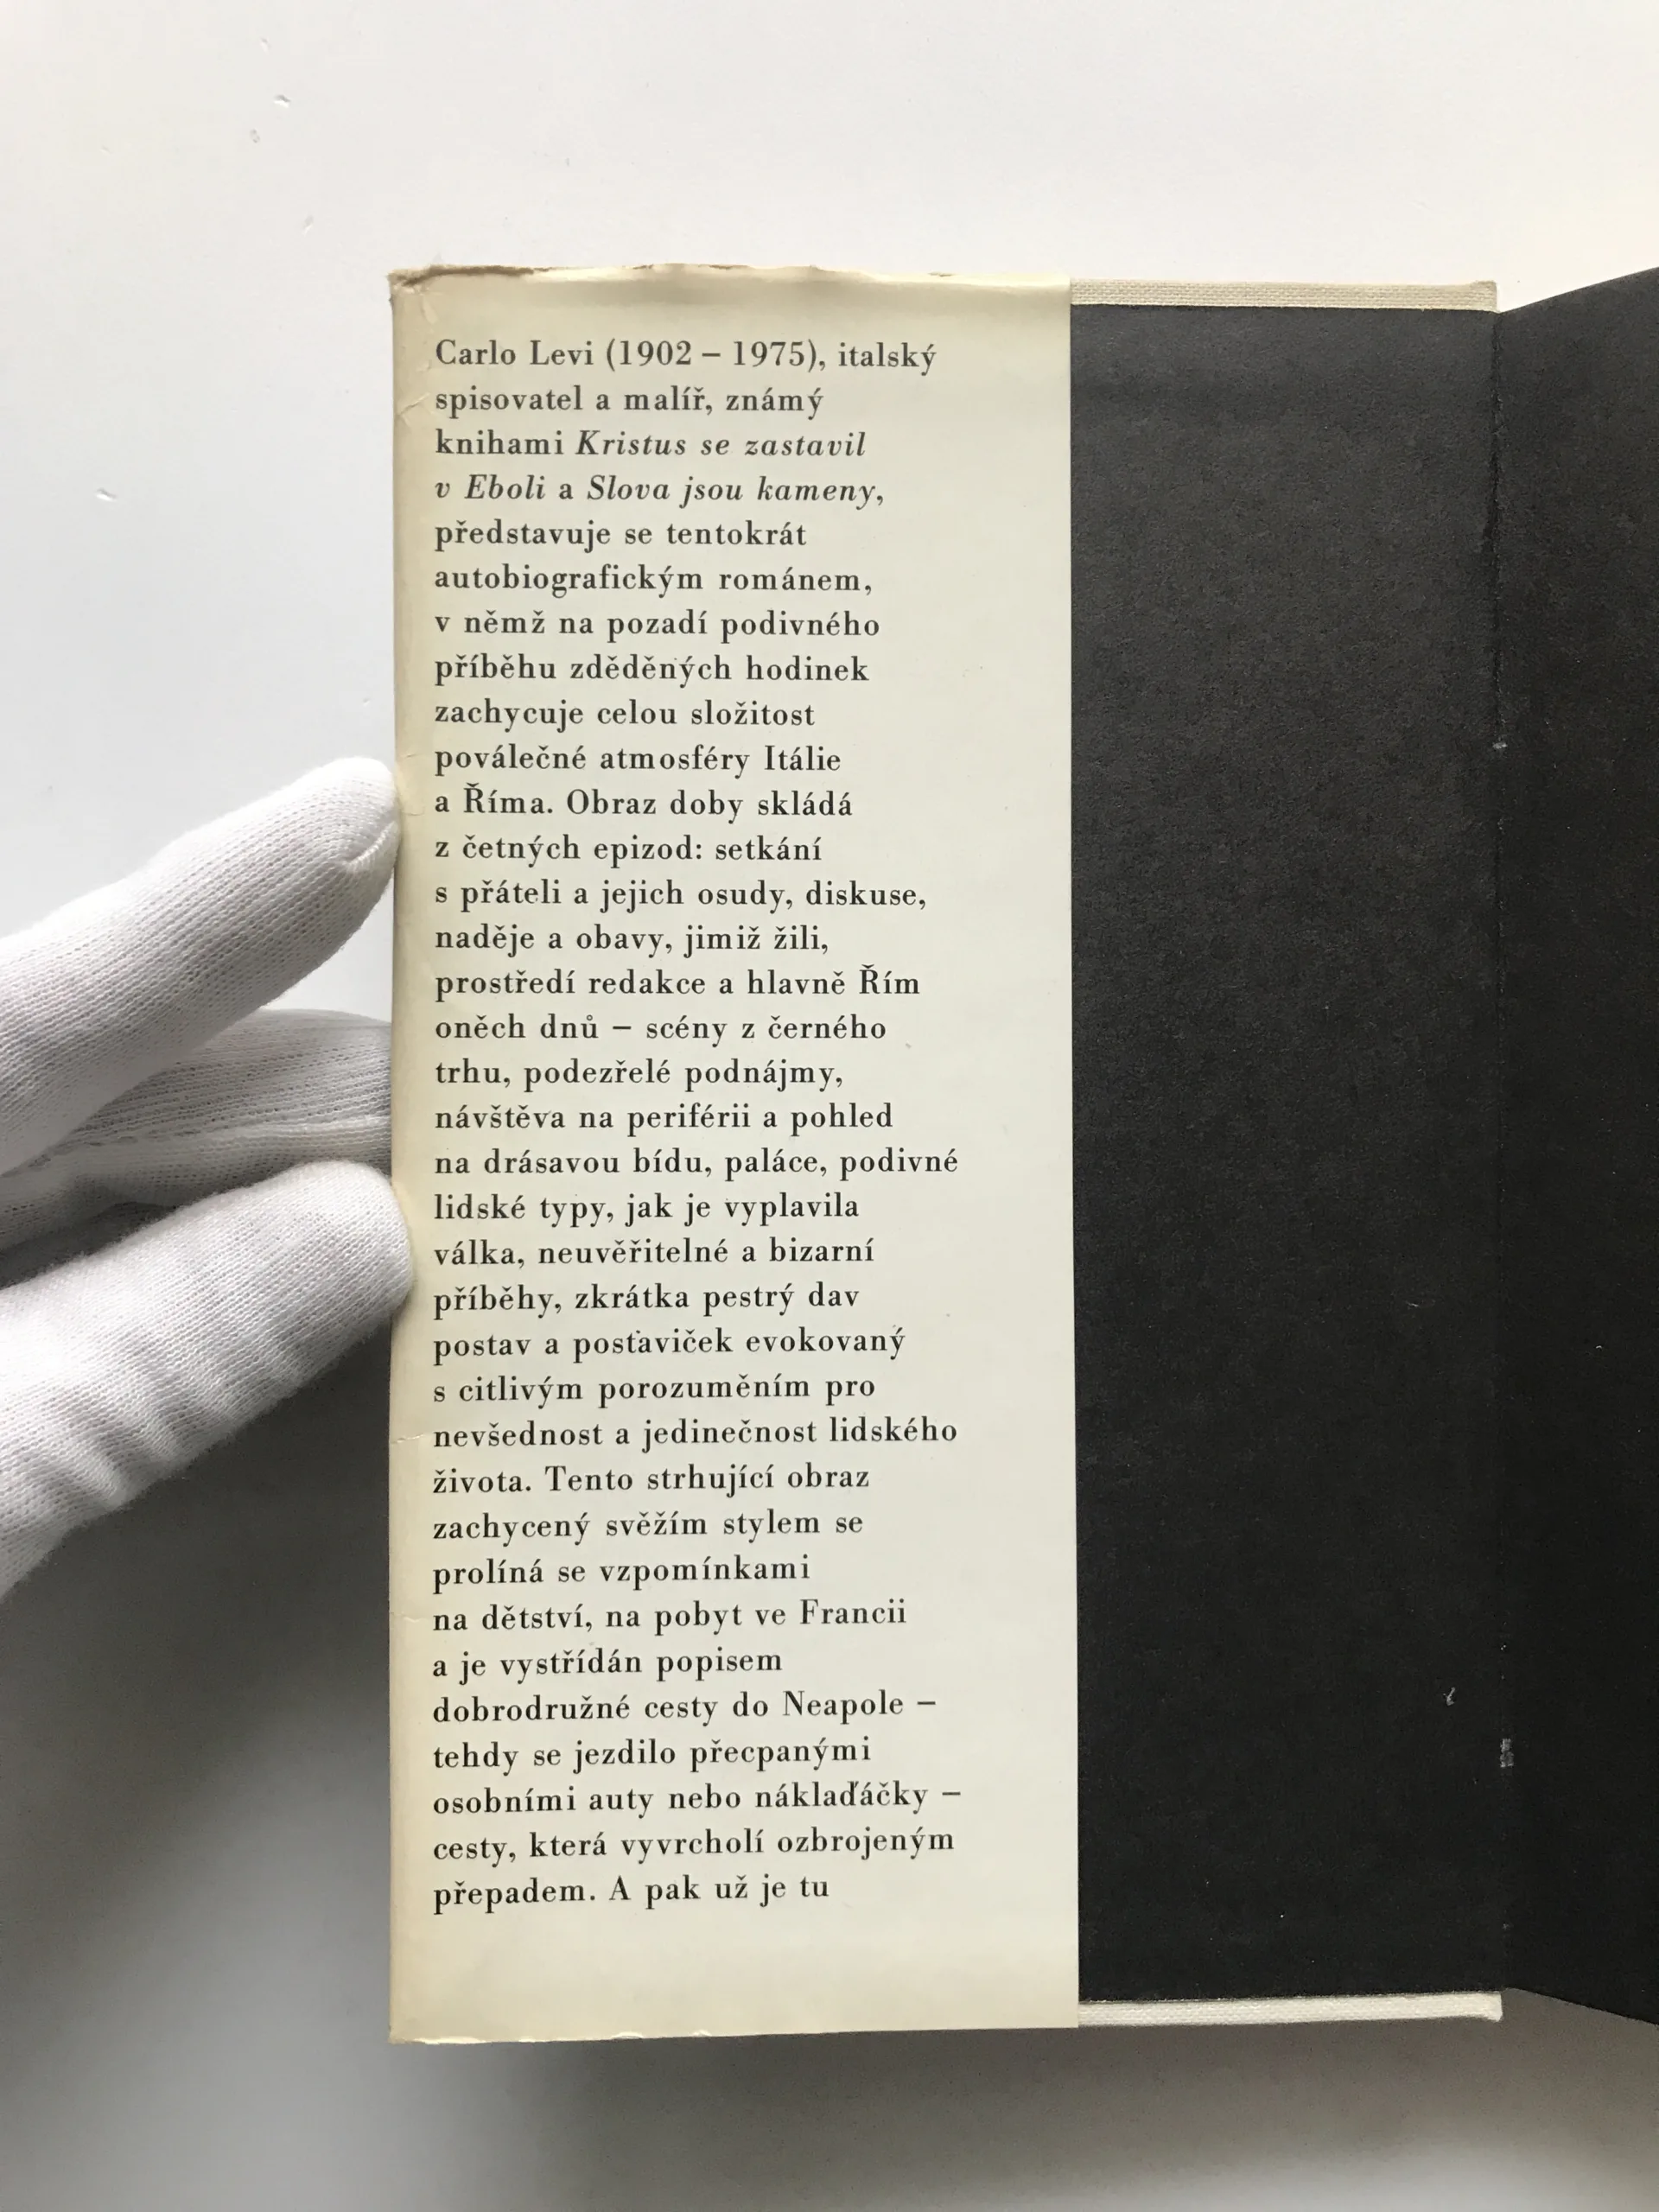 Carlo Levi (1902 – 1975), italský
spisovatel a malíř, známý
knihami Kristus se zastavil
v Eboli a Slova jsou kameny,
představuje se tentokrát
autobiografickým románem,
v němž na pozadí podivného
příběhu zděděných hodinek
zachycuje celou složitost
poválečné atmosféry Itálie
a Říma. Obraz doby skládá
z četných epizod: setkání
s přáteli a jejich osudy, diskuse,
naděje a obavy, jimiž žili,
prostředí redakce a hlavně Řím
oněch dnů – scény z černého
trhu, podezřelé podnájmy,
návštěva na periférii a pohled
na drásavou bídu, paláce, podivné
lidské typy, jak je vyplavila
válka, neuvěřitelné a bizarní
příběhy, zkrátka pestrý dav
postav a postaviček evokovaný
s citlivým porozuměním pro
nevšednost a jedinečnost lidského
života. Tento strhující obraz
zachycený svěžím stylem se
prolíná se vzpomínkami
na dětství, na pobyt ve Francii
a je vystřídán popisem
dobrodružné cesty do Neapole –
tehdy se jezdilo přecpanými
osobními auty nebo náklaďáčky –
cesty, která vyvrcholí ozbrojeným
přepadem. A pak už je tu